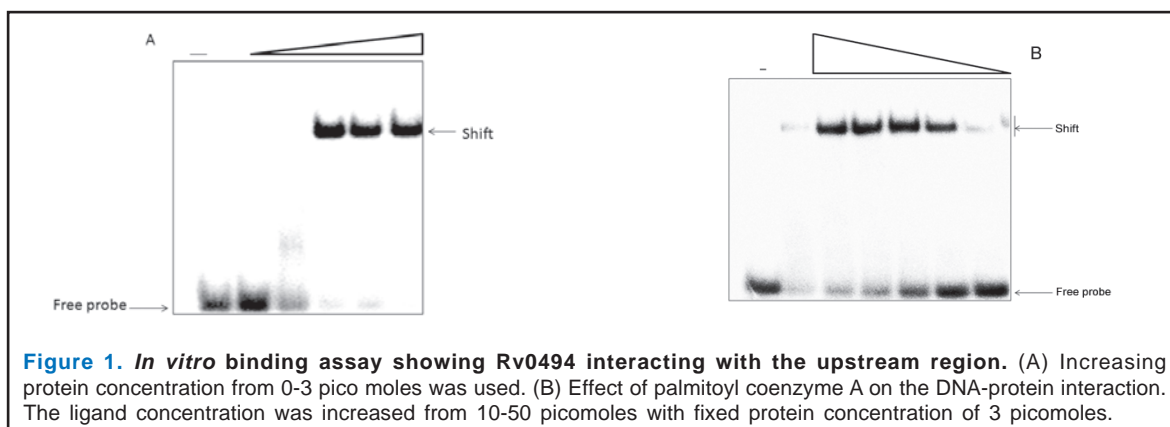 A
B
Shift
Shift
Free probe
Free probe
Figure 1. In vitro binding assay showing Rv0494 interacting with the upstream region. (A) Increasing
protein concentration from 0-3 pico moles was used. (B) Effect of palmitoyl coenzyme A on the DNA-protein interaction.
The ligand concentration was increased from 10-50 picomoles with fixed protein concentration of 3 picomoles.